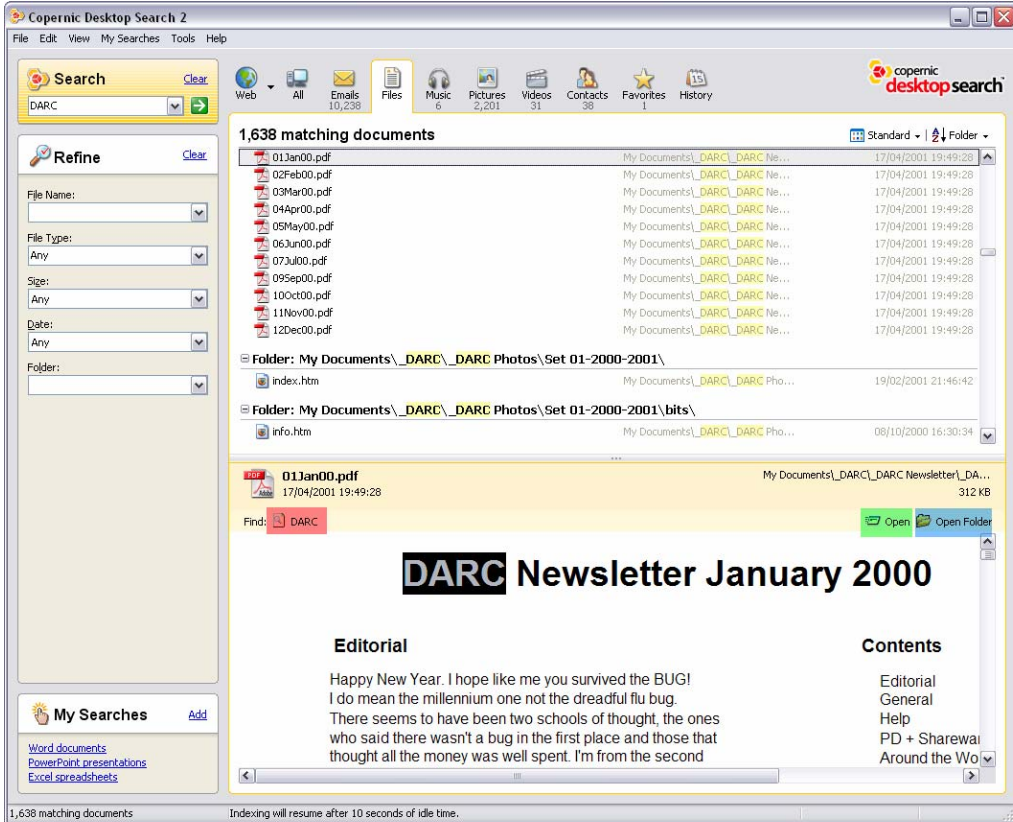 Copernic Desktop Search 2
File Edit View My Searches Tools Help
Search Clear
DARC
Refine Clear
File Name:
File Type:
Any
Size:
Any
Date:
Any
Folder:
My Searches Add
Word documents
PowerPoint presentations
Excel spreadsheets
Web All Emails Files Music Pictures Videos Contacts Favorites History
10,238 6 2,201 31 38 1
15
copernic
desktop search
1,638 matching documents Standard Folder
01Jan00.pdf My Documents\_DARC\_DARC Ne... 17/04/2001 19:49:28
02Feb00.pdf My Documents\_DARC\_DARC Ne... 17/04/2001 19:49:28
03Mar00.pdf My Documents\_DARC\_DARC Ne... 17/04/2001 19:49:28
04Apr00.pdf My Documents\_DARC\_DARC Ne... 17/04/2001 19:49:28
05May00.pdf My Documents\_DARC\_DARC Ne... 17/04/2001 19:49:28
06Jun00.pdf My Documents\_DARC\_DARC Ne... 17/04/2001 19:49:28
07Jul00.pdf My Documents\_DARC\_DARC Ne... 17/04/2001 19:49:28
09Sep00.pdf My Documents\_DARC\_DARC Ne... 17/04/2001 19:49:28
10Oct00.pdf My Documents\_DARC\_DARC Ne... 17/04/2001 19:49:28
11Nov00.pdf My Documents\_DARC\_DARC Ne... 17/04/2001 19:49:28
12Dec00.pdf My Documents\_DARC\_DARC Ne... 17/04/2001 19:49:28
Folder: My Documents\_DARC\_DARC Photos\Set 01-2000-2001\
index.htm My Documents\_DARC\_DARC Pho... 19/02/2001 21:46:42
Folder: My Documents\_DARC\_DARC Photos\Set 01-2000-2001\bits\
info.htm My Documents\_DARC\_DARC Pho... 08/10/2000 16:30:34
PDF Adobe
01Jan00.pdf My Documents\_DARC\_DARC Newsletter\_DA...
17/04/2001 19:49:28 312 KB
Find: DARC Open Open Folder
DARC Newsletter January 2000
Editorial
Happy New Year. I hope like me you survived the BUG!
I do mean the millennium one not the dreadful flu bug.
There seems to have been two schools of thought, the ones
who said there wasn't a bug in the first place and those that
thought all the money was well spent. I'm from the second
Contents
Editorial
General
Help
PD + Sharewar
Around the Wo
1,638 matching documents Indexing will resume after 10 seconds of idle time.